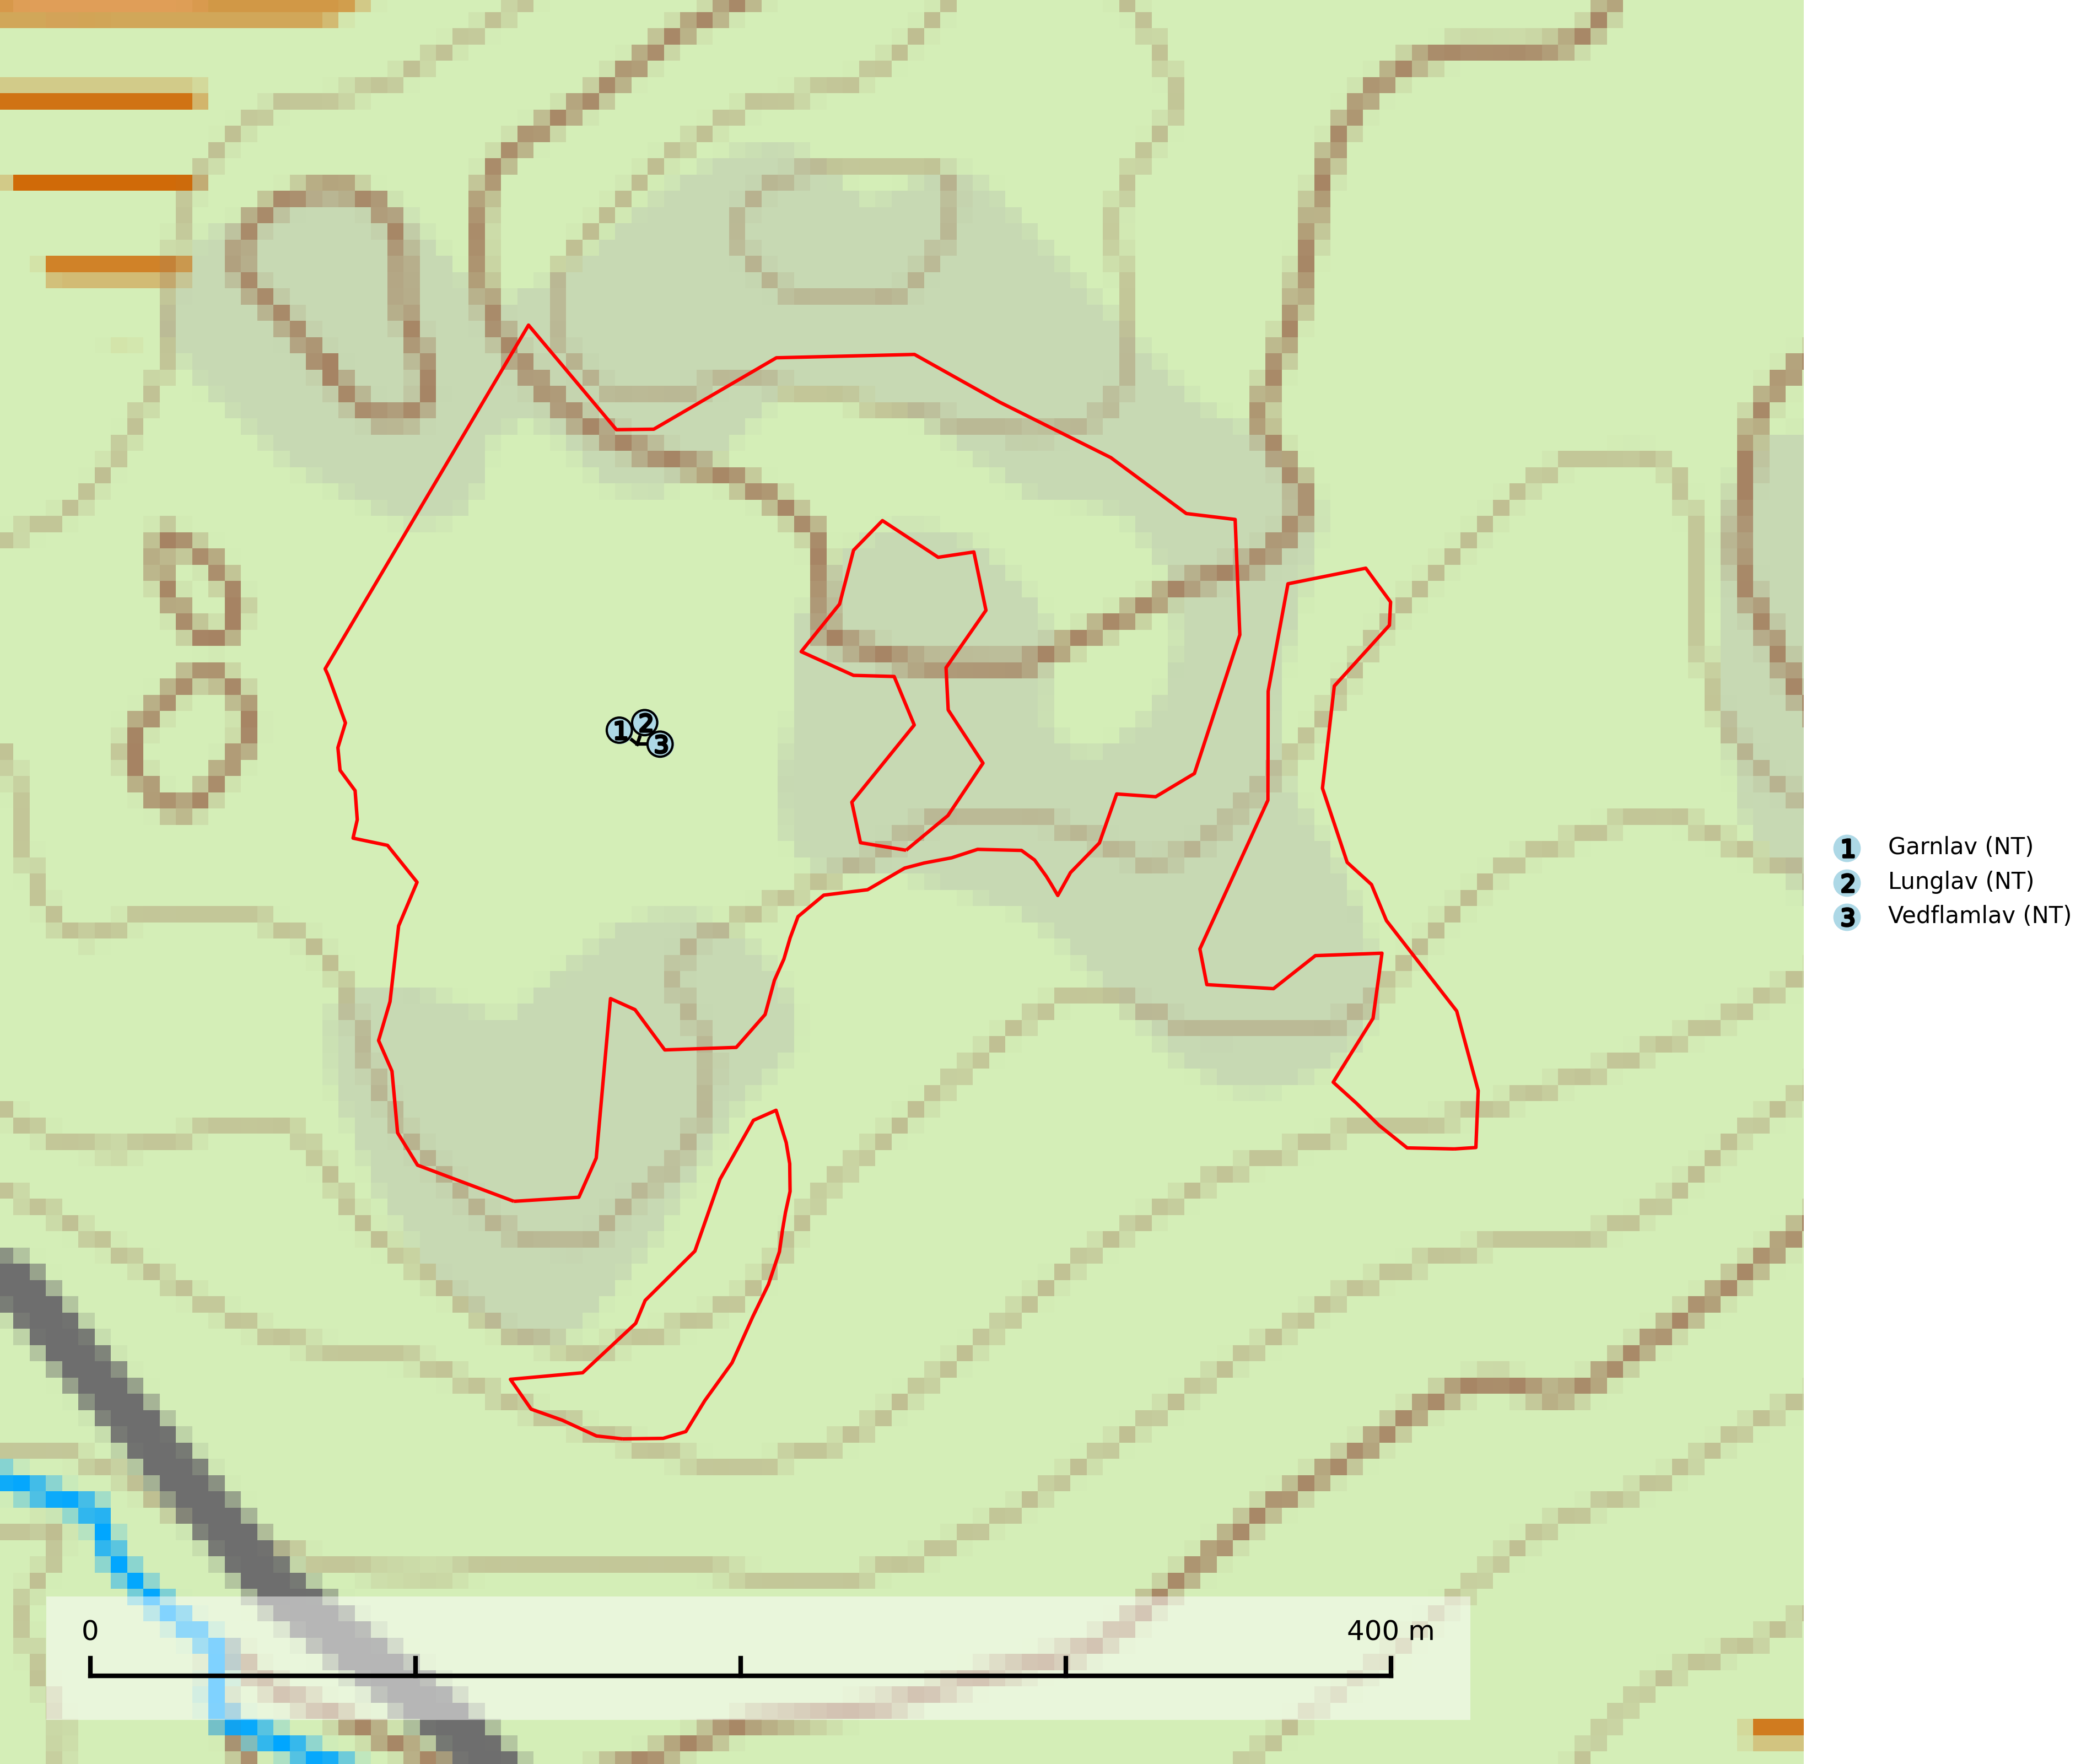 1 2 3
1 Garnlav (NT)
2 Lunglav (NT)
3 Vedflamlav (NT)
0 400 m